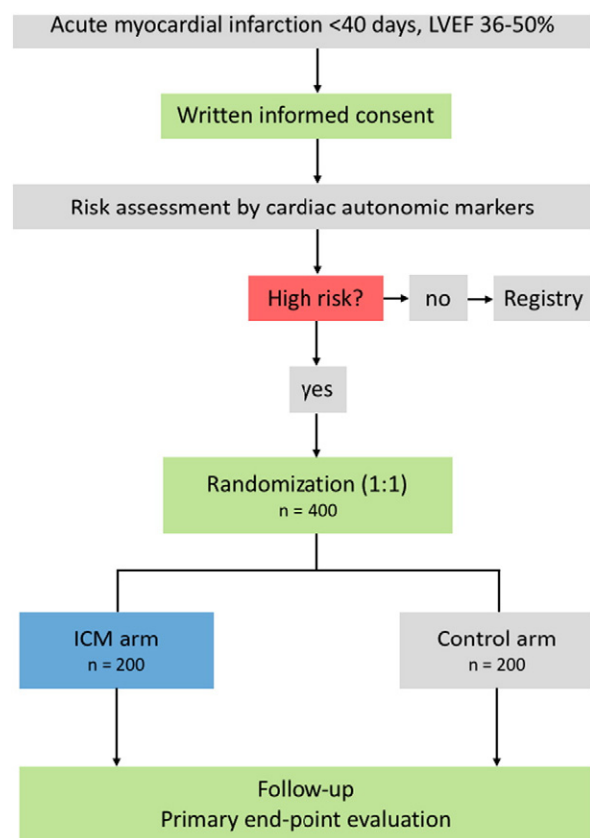 Acute myocardial infarction <40 days, LVEF 36-50%
Written informed consent
Risk assessment by cardiac autonomic markers
High risk?
no
Registry
yes
Randomization (1:1)
n = 400
ICM arm
n = 200
Control arm
n = 200
Follow-up
Primary end-point evaluation